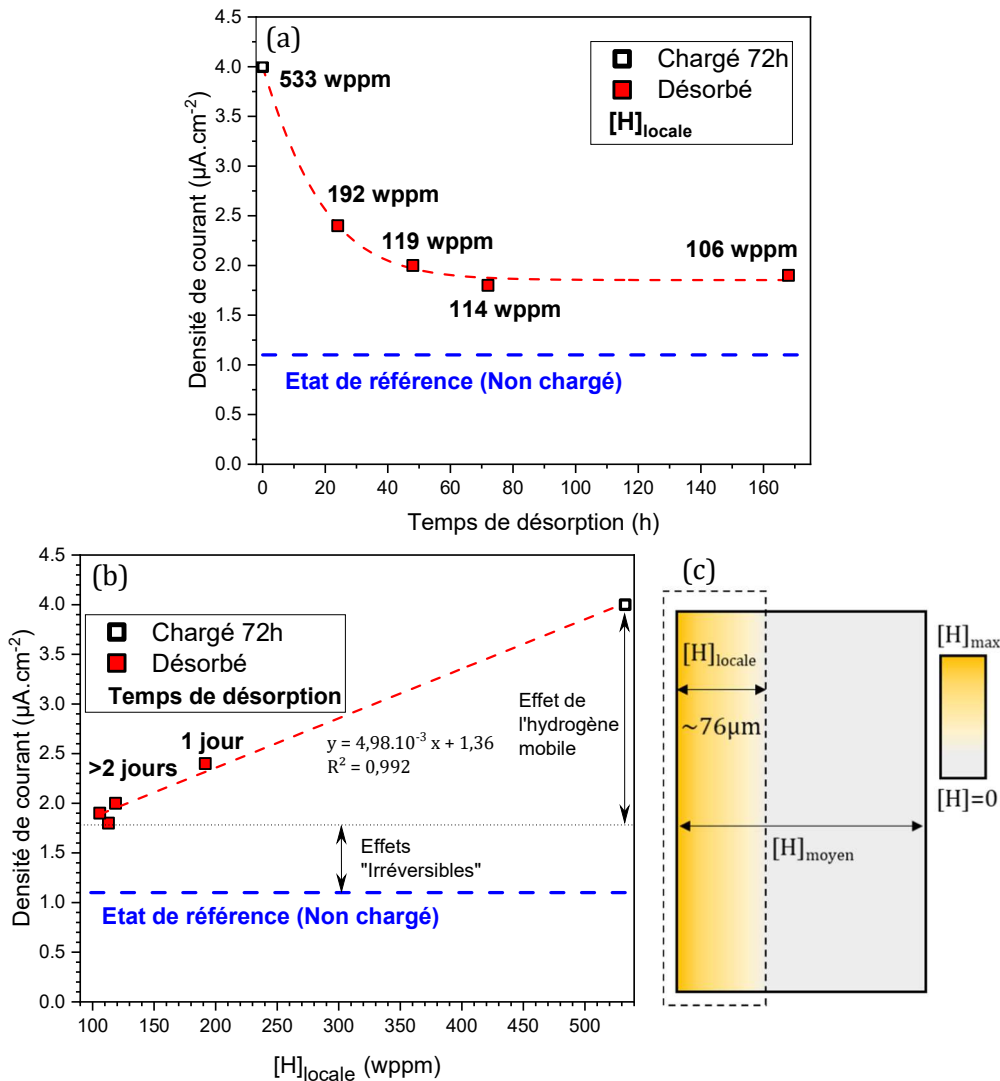 (a)
Chargé 72h
Désorbé
[H]locale
533 wppm
192 wppm
119 wppm
114 wppm
106 wppm
Etat de référence (Non chargé)
Densité de courant (µA.cm-2)
4.5
4.0
3.5
3.0
2.5
2.0
1.5
1.0
0.5
0.0
0 20 40 60 80 100 120 140 160
Temps de désorption (h)
(b)
Chargé 72h
Désorbé
Temps de désorption
1 jour
>2 jours
y = 4,98.10-3 x + 1,36
R2 = 0,992
Effet de
l'hydrogène
mobile
Effets
"Irréversibles"
Etat de référence (Non chargé)
Densité de courant (µA.cm-2)
4.5
4.0
3.5
3.0
2.5
2.0
1.5
1.0
0.5
0.0
100 150 200 250 300 350 400 450 500
[H]locale (wppm)
(c)
[H]locale
~76µm
[H]moyen
[H]max
[H]=0